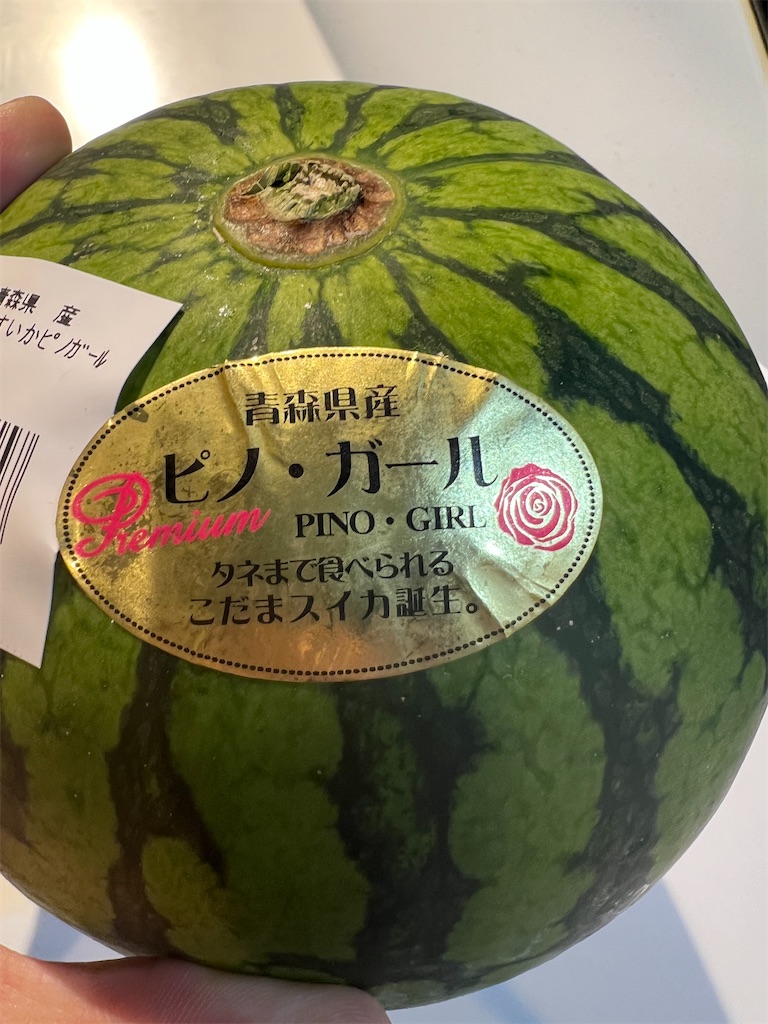 青森県 産
すいかピノガール
青森県産
ピノ・ガール
Premium PINO・GIRL
タネまで食べられる
こだまスイカ誕生。